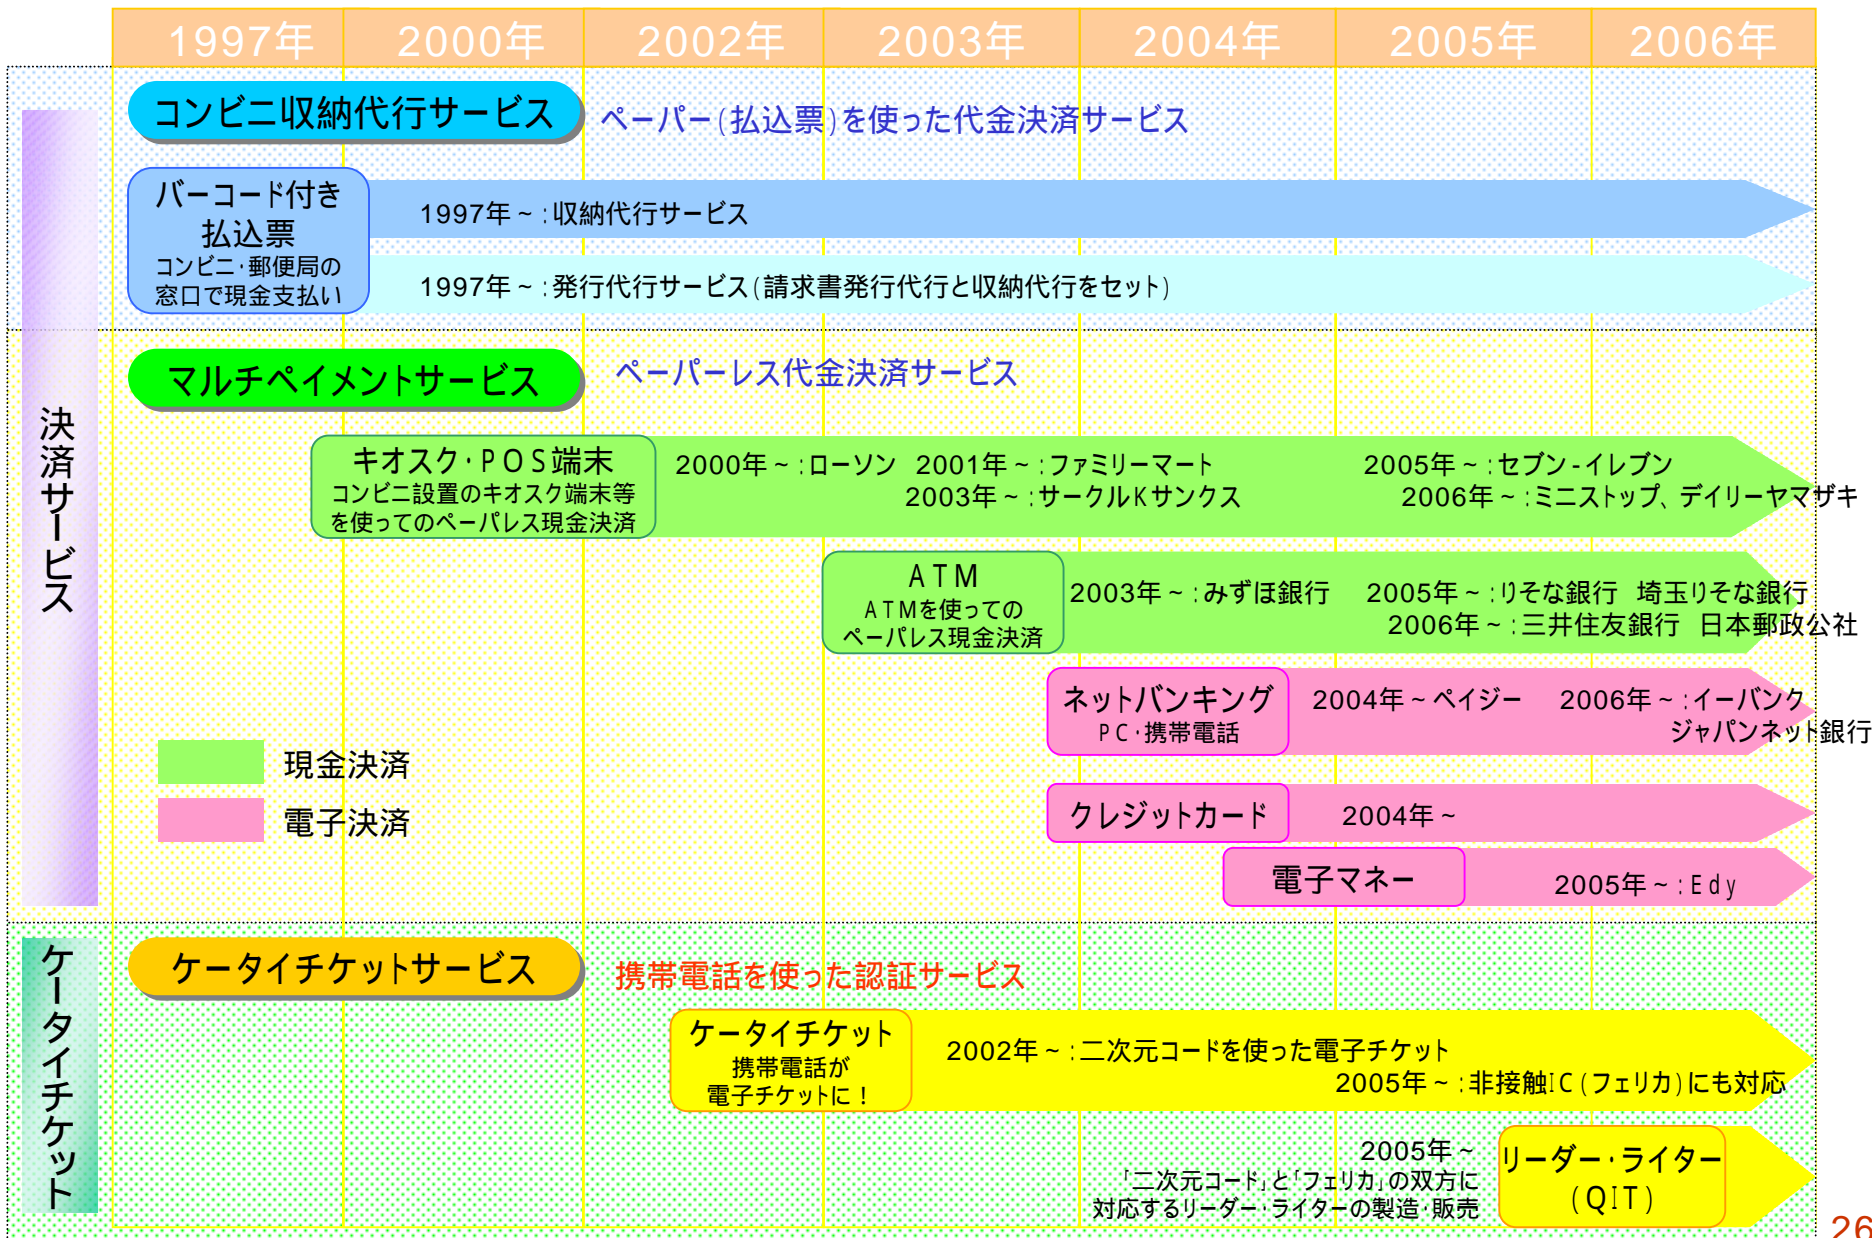 1997年 2000年 2002年 2003年 2004年 2005年 2006年
決済サービス
コンビニ収納代行サービス
ペーパー(払込票)を使った代金決済サービス
バーコード付き
払込票
コンビニ・郵便局の
窓口で現金支払い
1997年~:収納代行サービス
1997年~:発行代行サービス(請求書発行代行と収納代行をセット)
マルチペイメントサービス
ペーパーレス代金決済サービス
キオスク・POS端末
コンビニ設置のキオスク端末等
を使ってのペーパレス現金決済
2000年~:ローソン 2001年~:ファミリーマート 2005年~:セブン-イレブン
2003年~:サークルKサンクス 2006年~:ミニストップ、デイリーヤマザキ
ATM
ATMを使っての
ペーパレス現金決済
2003年~:みずほ銀行 2005年~:りそな銀行 埼玉りそな銀行
2006年~:三井住友銀行 日本郵政公社
ネットバンキング
PC・携帯電話
2004年~ペイジー 2006年~:イーバンク
ジャパンネット銀行
現金決済
電子決済
クレジットカード
2004年~
電子マネー
2005年~:Edy
ケータイチケット
ケータイチケットサービス
携帯電話を使った認証サービス
ケータイチケット
携帯電話が
電子チケットに!
2002年~:二次元コードを使った電子チケット
2005年~:非接触IC(フェリカ)にも対応
2005年~
「二次元コード」と「フェリカ」の双方に
対応するリーダー・ライターの製造・販売
リーダー・ライター
(QIT)
26